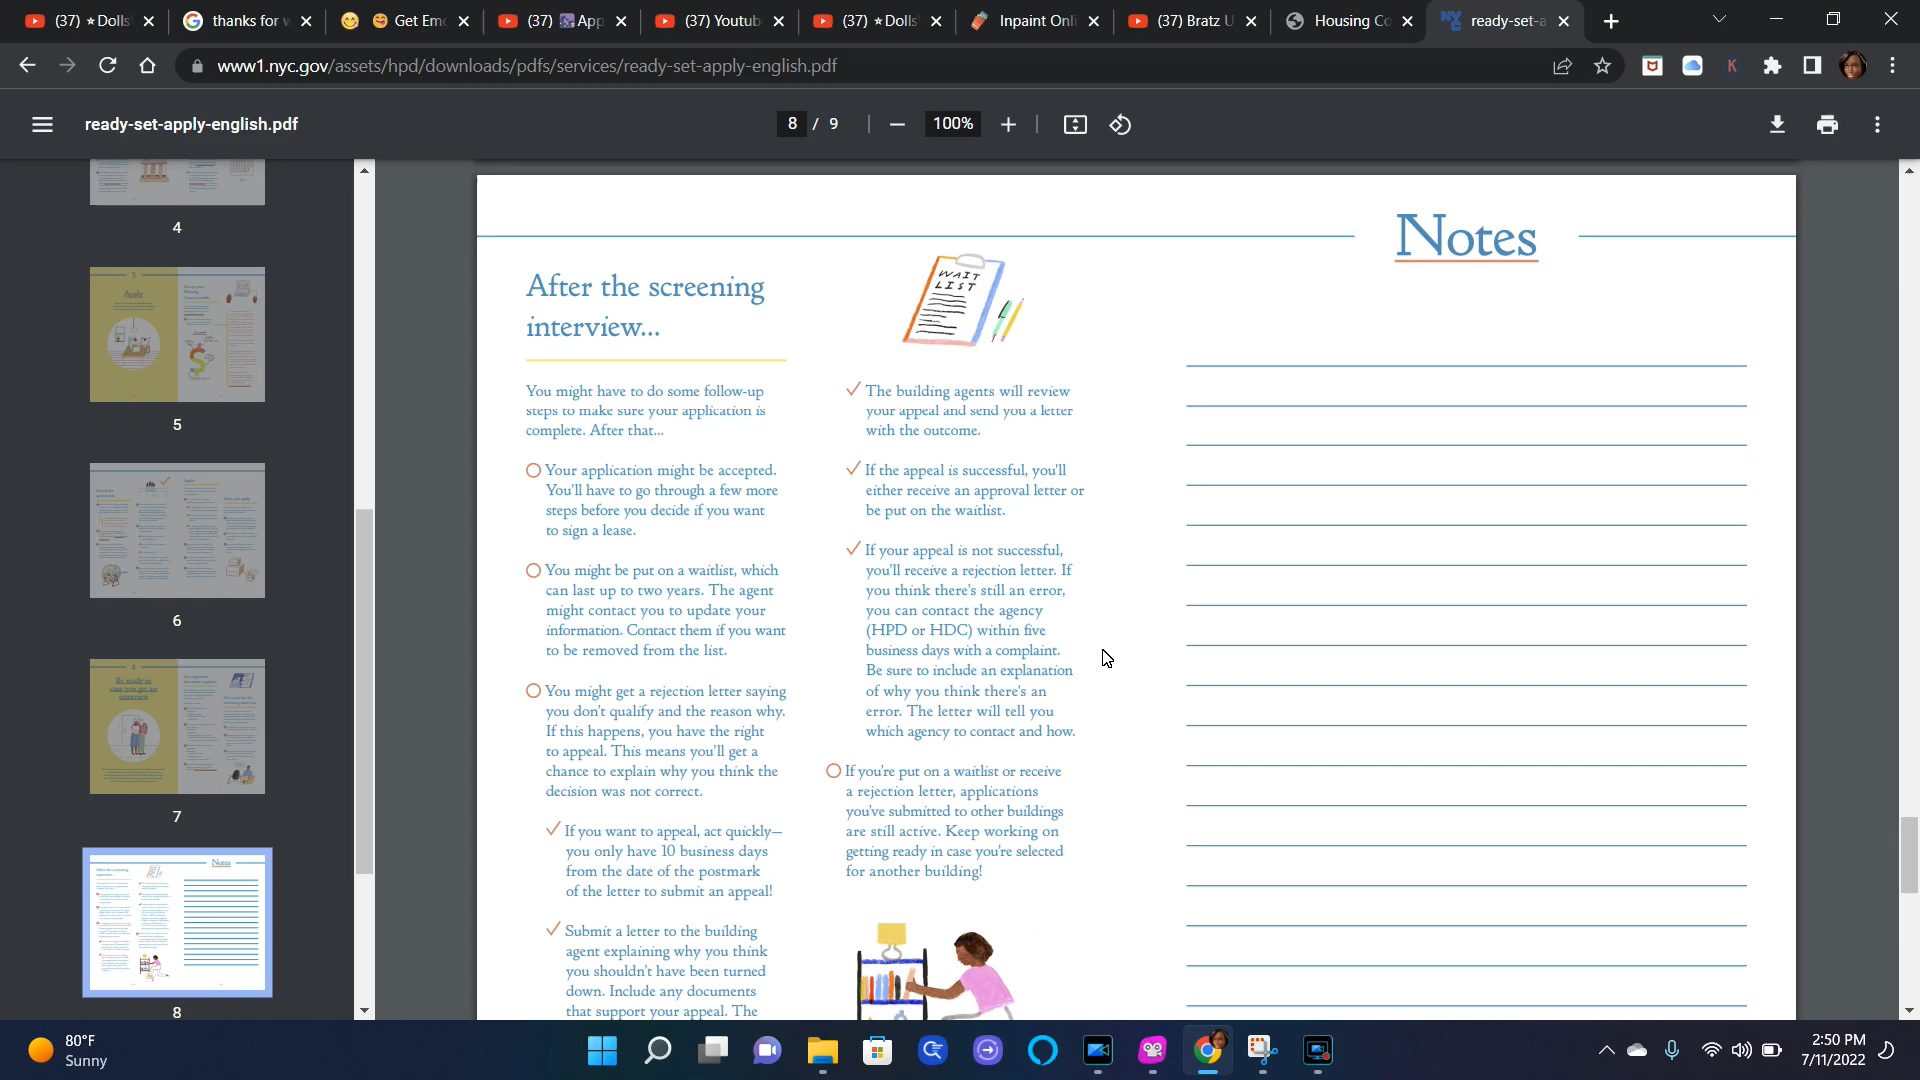 (37) ⭐Dolls
thanks for w
😄 Get Emo
(37) 🎆App
(37) Youtub
(37) ⭐Dolls
Inpaint Onli
(37) Bratz U
Housing Co
ready-set-a
www1.nyc.gov/assets/hpd/downloads/pdfs/services/ready-set-apply-english.pdf
ready-set-apply-english.pdf
8 / 9
100%
4
5
6
7
8
Notes
After the screening
interview...
WAIT
LIST
You might have to do some follow-up
steps to make sure your application is
complete. After that...
Your application might be accepted.
You'll have to go through a few more
steps before you decide if you want
to sign a lease.
You might be put on a waitlist, which
can last up to two years. The agent
might contact you to update your
information. Contact them if you want
to be removed from the list.
You might get a rejection letter saying
you don't qualify and the reason why.
If this happens, you have the right
to appeal. This means you'll get a
chance to explain why you think the
decision was not correct.
If you want to appeal, act quickly—
you only have 10 business days
from the date of the postmark
of the letter to submit an appeal!
Submit a letter to the building
agent explaining why you think
you shouldn't have been turned
down. Include any documents
that support your appeal. The
The building agents will review
your appeal and send you a letter
with the outcome.
If the appeal is successful, you'll
either receive an approval letter or
be put on the waitlist.
If your appeal is not successful,
you'll receive a rejection letter. If
you think there's still an error,
you can contact the agency
(HPD or HDC) within five
business days with a complaint.
Be sure to include an explanation
of why you think there's an
error. The letter will tell you
which agency to contact and how.
If you're put on a waitlist or receive
a rejection letter, applications
you've submitted to other buildings
are still active. Keep working on
getting ready in case you're selected
for another building!
80°F
Sunny
2:50 PM
7/11/2022